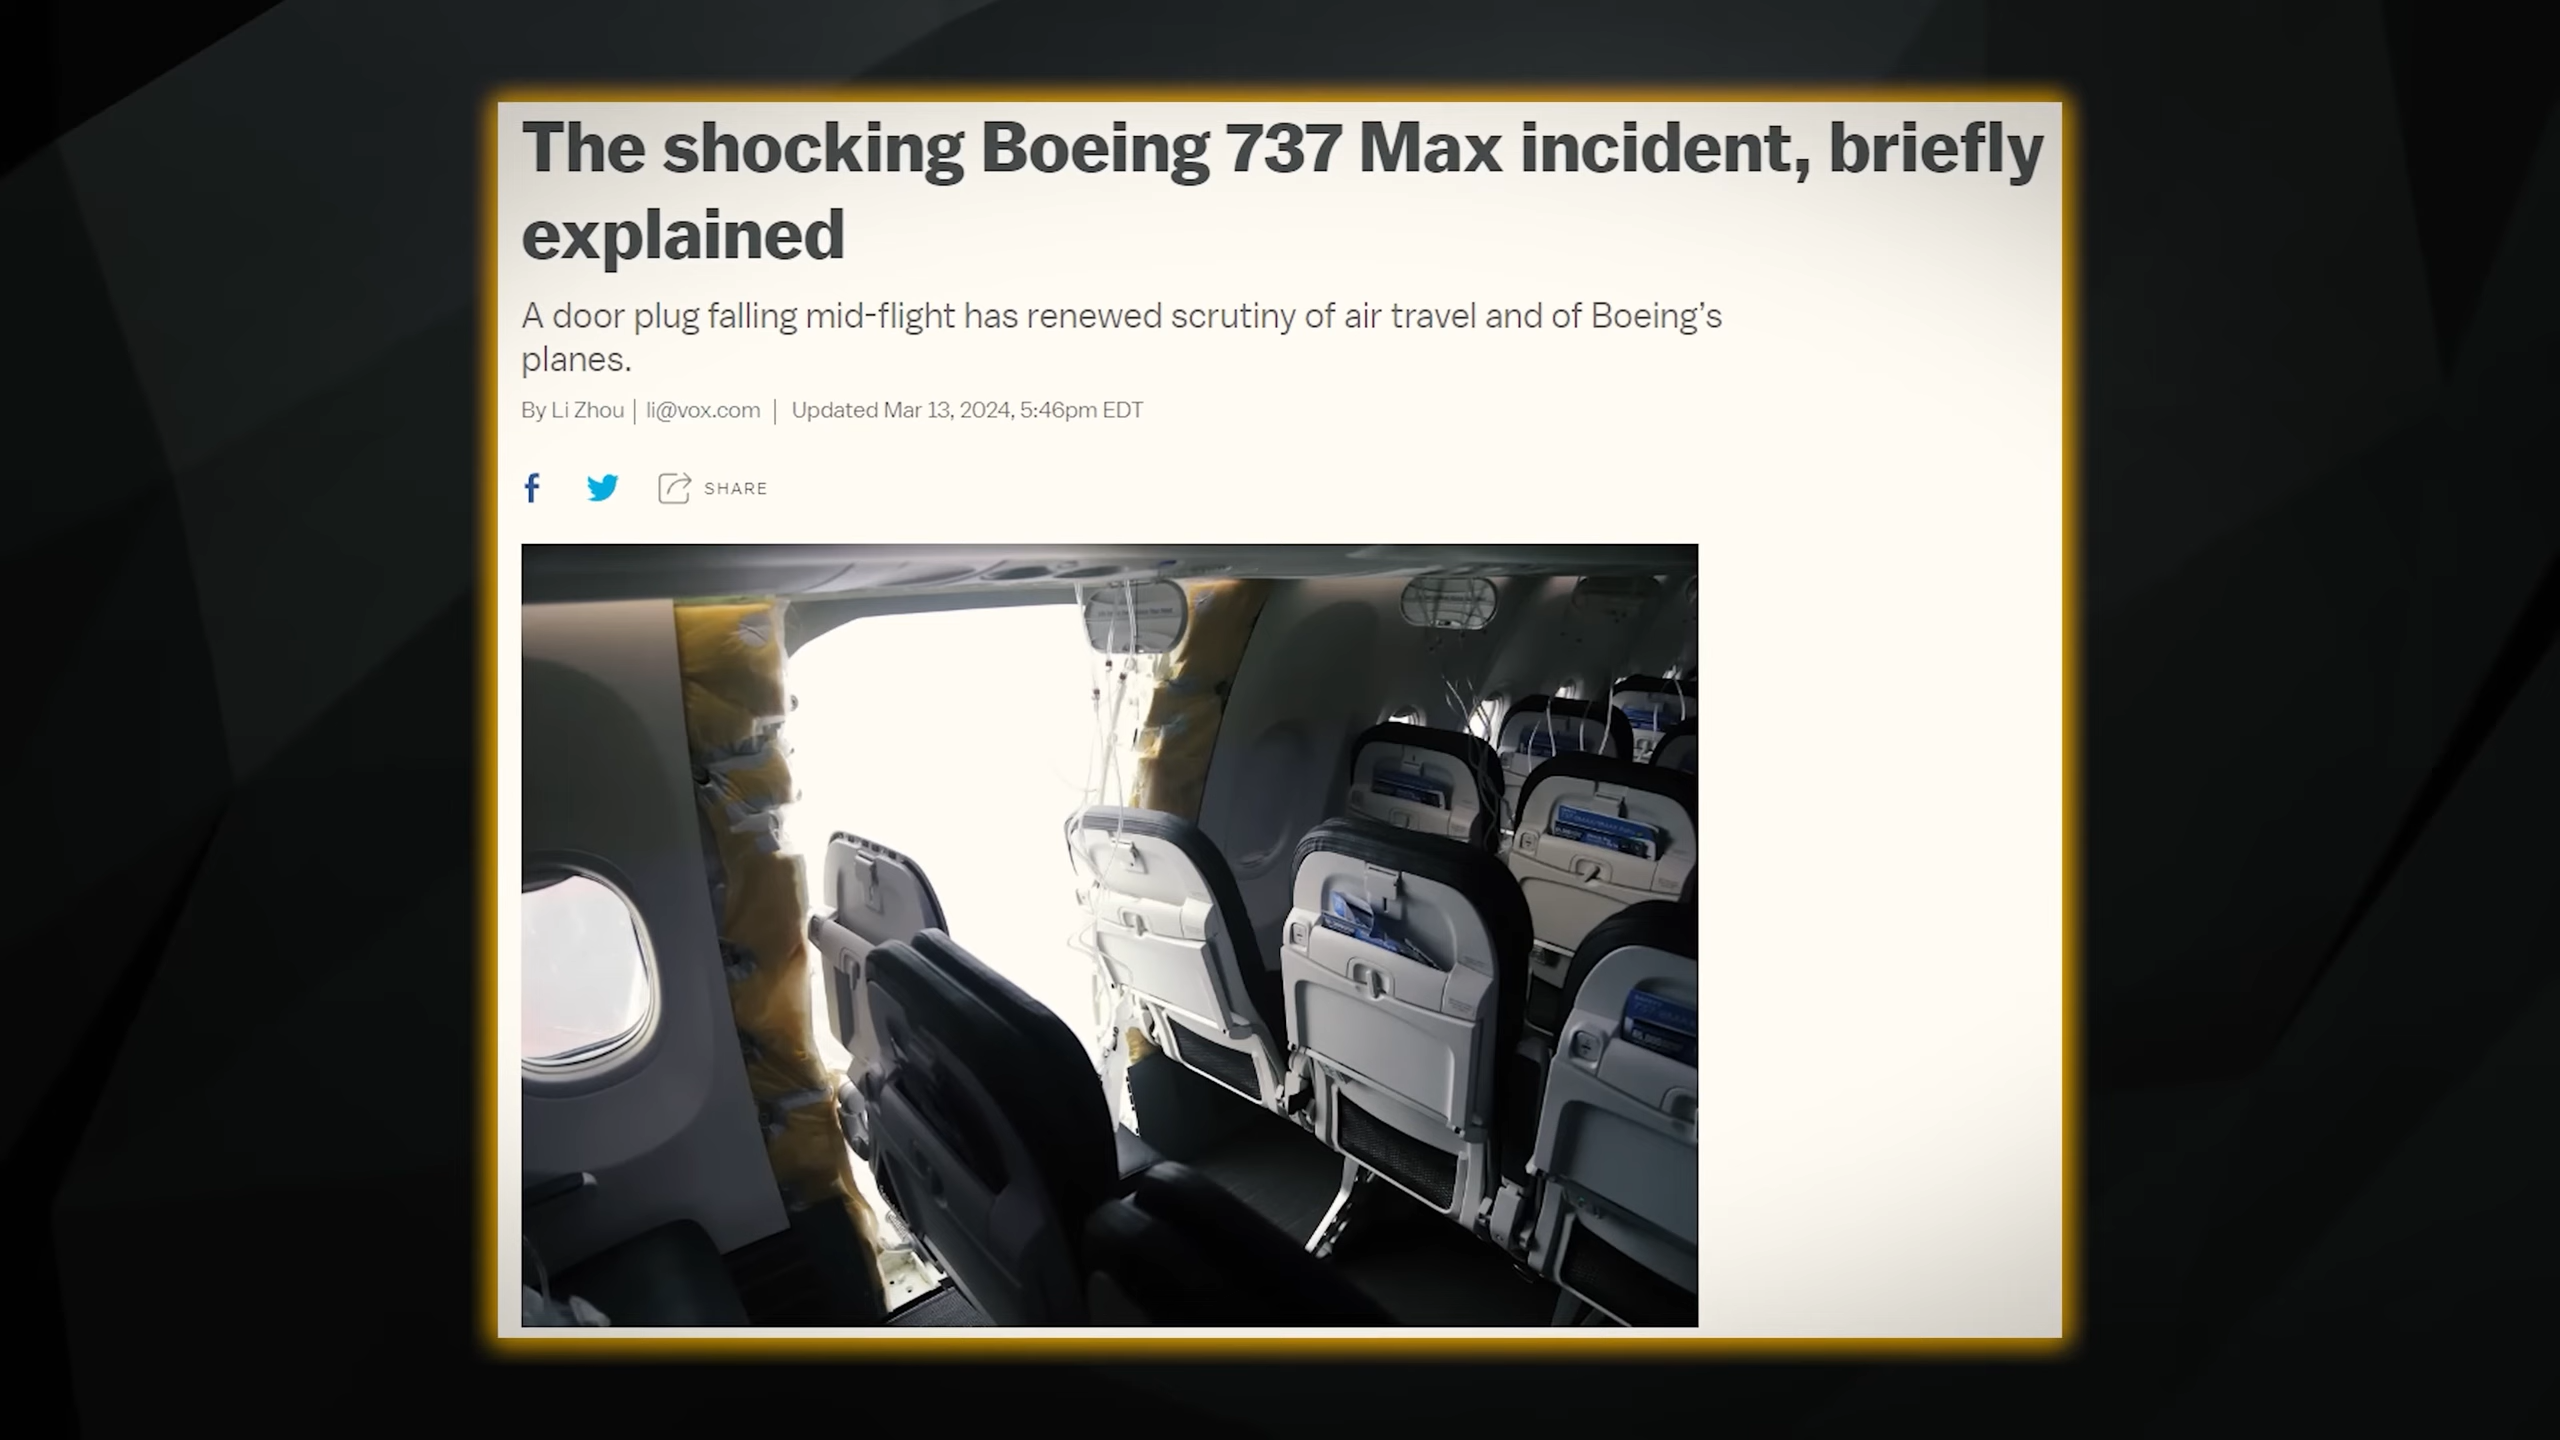 The shocking Boeing 737 Max incident, briefly
explained
A door plug falling mid-flight has renewed scrutiny of air travel and of Boeing’s
planes.
By Li Zhou | li@vox.com | Updated Mar 13, 2024, 5:46pm EDT
SHARE